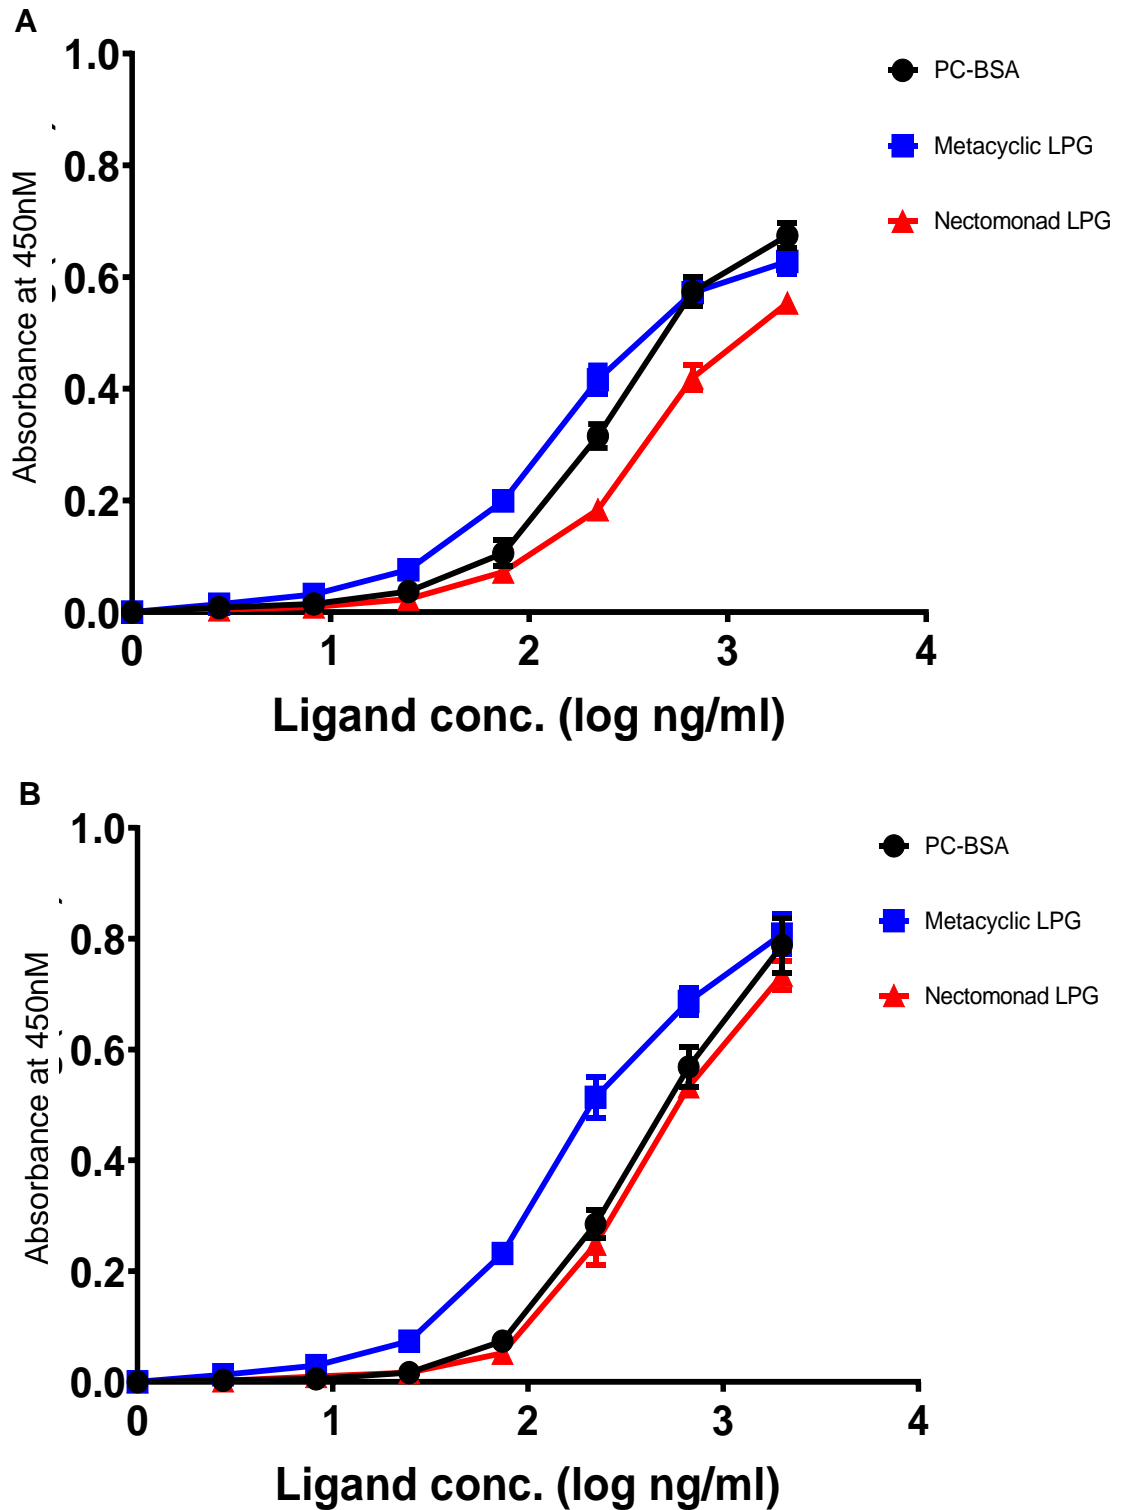 A
1.0
0.8
0.6
0.4
0.2
0.0
Absorbance at 450nM
0 1 2 3 4
Ligand conc. (log ng/ml)
PC-BSA
Metacyclic LPG
Nectomonad LPG
B
1.0
0.8
0.6
0.4
0.2
0.0
Absorbance at 450nM
0 1 2 3 4
Ligand conc. (log ng/ml)
PC-BSA
Metacyclic LPG
Nectomonad LPG